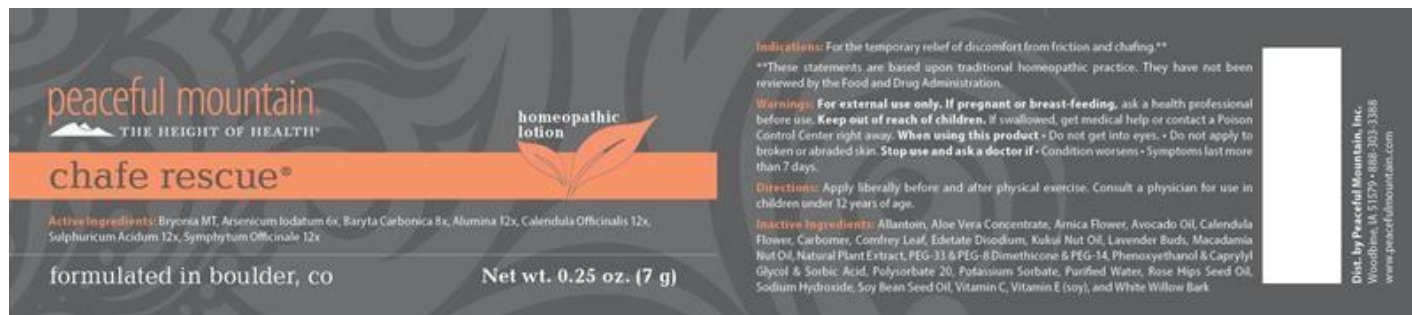 peaceful mountain®
THE HEIGHT OF HEALTH®
homeopathic
lotion
chafe rescue®
Active Ingredients: Bryonia MT, Arsenicum Iodatum 6x, Baryta Carbonica 8x, Alumina 12x, Calendula Officinalis 12x,
Sulphuricum Acidum 12x, Symphytum Officinale 12x
formulated in boulder, co
Net wt. 0.25 oz. (7 g)
Indications: For the temporary relief of discomfort from friction and chafing.**
**These statements are based upon traditional homeopathic practice. They have not been
reviewed by the Food and Drug Administration.
Warnings: For external use only. If pregnant or breast-feeding, ask a health professional
before use. Keep out of reach of children. If swallowed, get medical help or contact a Poison
Control Center right away. When using this product • Do not get into eyes. • Do not apply to
broken or abraded skin. Stop use and ask a doctor if • Condition worsens • Symptoms last more
than 7 days.
Directions: Apply liberally before and after physical exercise. Consult a physician for use in
children under 12 years of age.
Inactive Ingredients: Allantoin, Aloe Vera Concentrate, Arnica Flower, Avocado Oil, Calendula
Flower, Carbomer, Comfrey Leaf, Edetate Disodium, Kukui Nut Oil, Lavender Buds, Macadamia
Nut Oil, Natural Plant Extract, PEG-33 & PEG-8 Dimethicone & PEG-14, Phenoxyethanol & Caprylyl
Glycol & Sorbic Acid, Polysorbate 20, Potassium Sorbate, Purified Water, Rose Hips Seed Oil,
Sodium Hydroxide, Soy Bean Seed Oil, Vitamin C, Vitamin E (soy), and White Willow Bark
Dist. by Peaceful Mountain, Inc.
Woodbine, IA 51579 • 888-303-3388
www.peacefulmountain.com